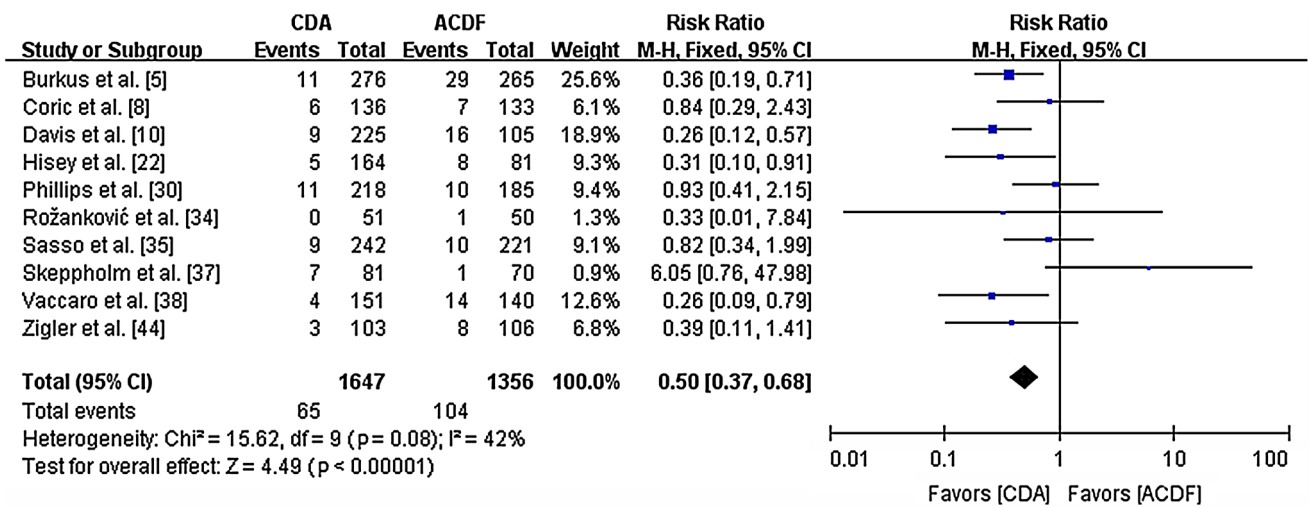 CDA ACDF Risk Ratio Risk Ratio
Study or Subgroup Events Total Events Total Weight M-H, Fixed, 95% CI M-H, Fixed, 95% CI
Burkus et al. [5] 11 276 29 265 25.6% 0.36 [0.19, 0.71]
Coric et al. [8] 6 136 7 133 6.1% 0.84 [0.29, 2.43]
Davis et al. [10] 9 225 16 105 18.9% 0.26 [0.12, 0.57]
Hisey et al. [22] 5 164 8 81 9.3% 0.31 [0.10, 0.91]
Phillips et al. [30] 11 218 10 185 9.4% 0.93 [0.41, 2.15]
Rožanković et al. [34] 0 51 1 50 1.3% 0.33 [0.01, 7.84]
Sasso et al. [35] 9 242 10 221 9.1% 0.82 [0.34, 1.99]
Skeppholm et al. [37] 7 81 1 70 0.9% 6.05 [0.76, 47.98]
Vaccaro et al. [38] 4 151 14 140 12.6% 0.26 [0.09, 0.79]
Zigler et al. [44] 3 103 8 106 6.8% 0.39 [0.11, 1.41]
Total (95% CI) 1647 1356 100.0% 0.50 [0.37, 0.68]
Total events 65 104
Heterogeneity: Chi² = 15.62, df = 9 (p = 0.08); I² = 42%
Test for overall effect: Z = 4.49 (p < 0.00001)
0.01 0.1 1 10 100
Favors [CDA] Favors [ACDF]